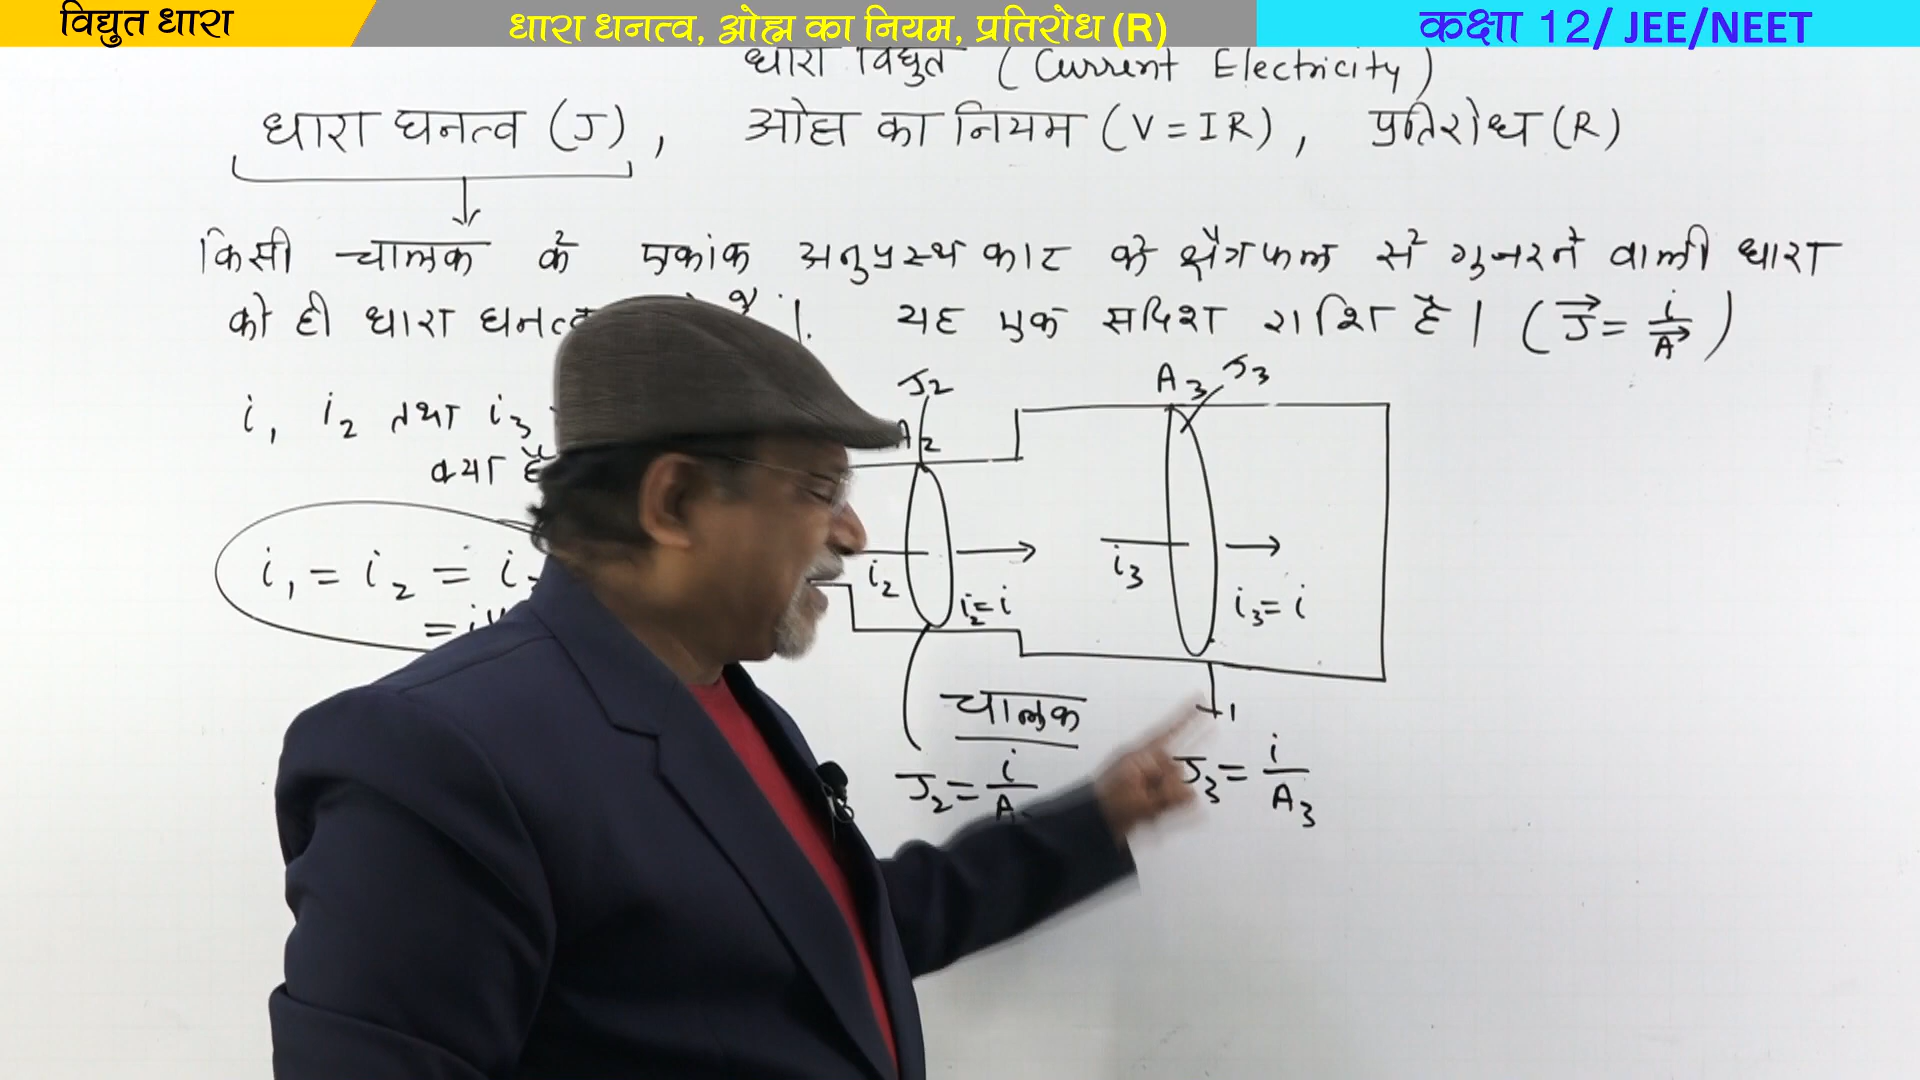 विद्युत धारा
धारा घनत्व, ओह्म का नियम, प्रतिरोध (R)
कक्षा 12/ JEE/NEET
धारा विद्युत (Current Electricity)
धारा घनत्व (J), ओह्म का नियम (V=IR), प्रतिरोध (R)
किसी चालक के एकांक अनुप्रस्थ काट के क्षेत्रफल से गुजरने वाली धारा
को ही धारा घनत्व । यह एक सदिश राशि है । (J⃗ = i/A⃗)
i₁ i₂ तथा i₃
क्या है
J₂
A₂
A₃ J₃
i₁ = i₂ = i
= i
i₂
i₂=i
i₃
i₃=i
चालक
J₂ = i/A
J₃ = i/A₃